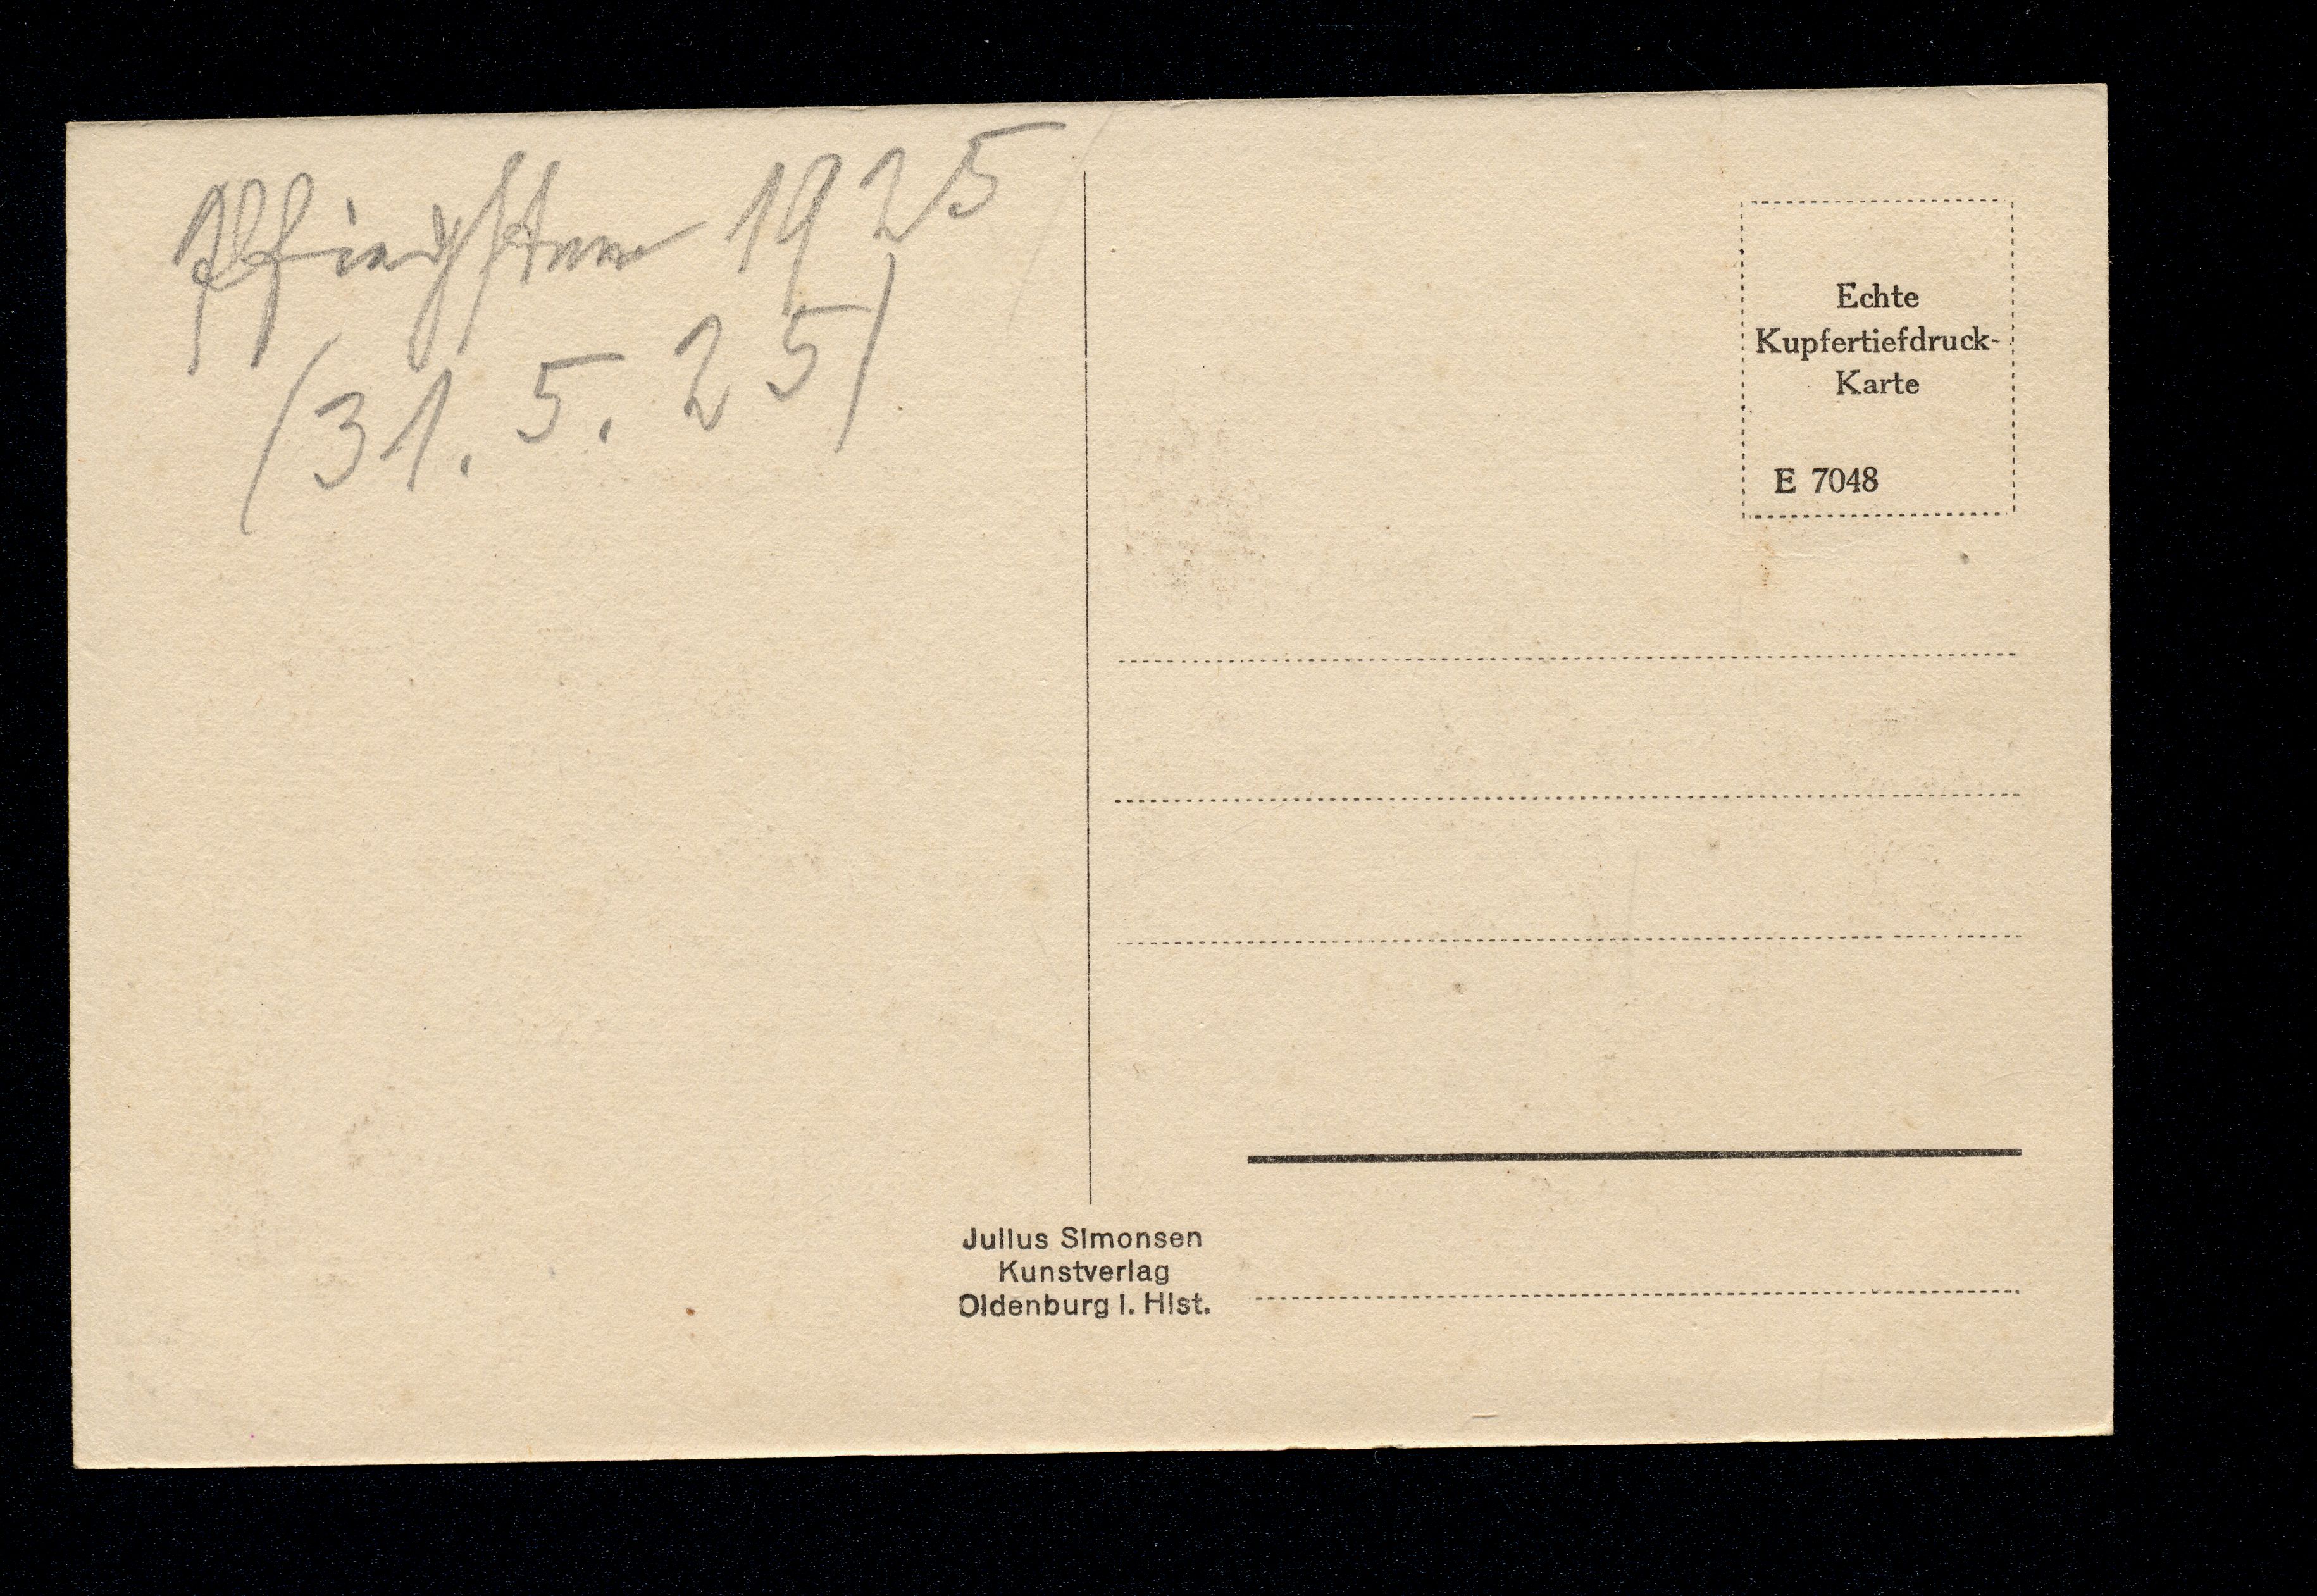 Pfingsten 1925
(31. 5. 25)
Echte
Kupfertiefdruck-
Karte
E 7048
Julius Simonsen
Kunstverlag
Oldenburg i. Hlst.